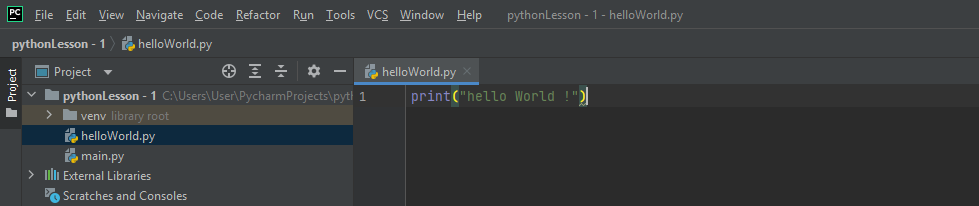 PC File Edit View Navigate Code Refactor Run Tools VCS Window Help pythonLesson - 1 - helloWorld.py
pythonLesson - 1 helloWorld.py
Project
Project
helloWorld.py
pythonLesson - 1 C:\Users\User\PycharmProjects\pyth
1 print("hello World !")
venv library root
helloWorld.py
main.py
External Libraries
Scratches and Consoles